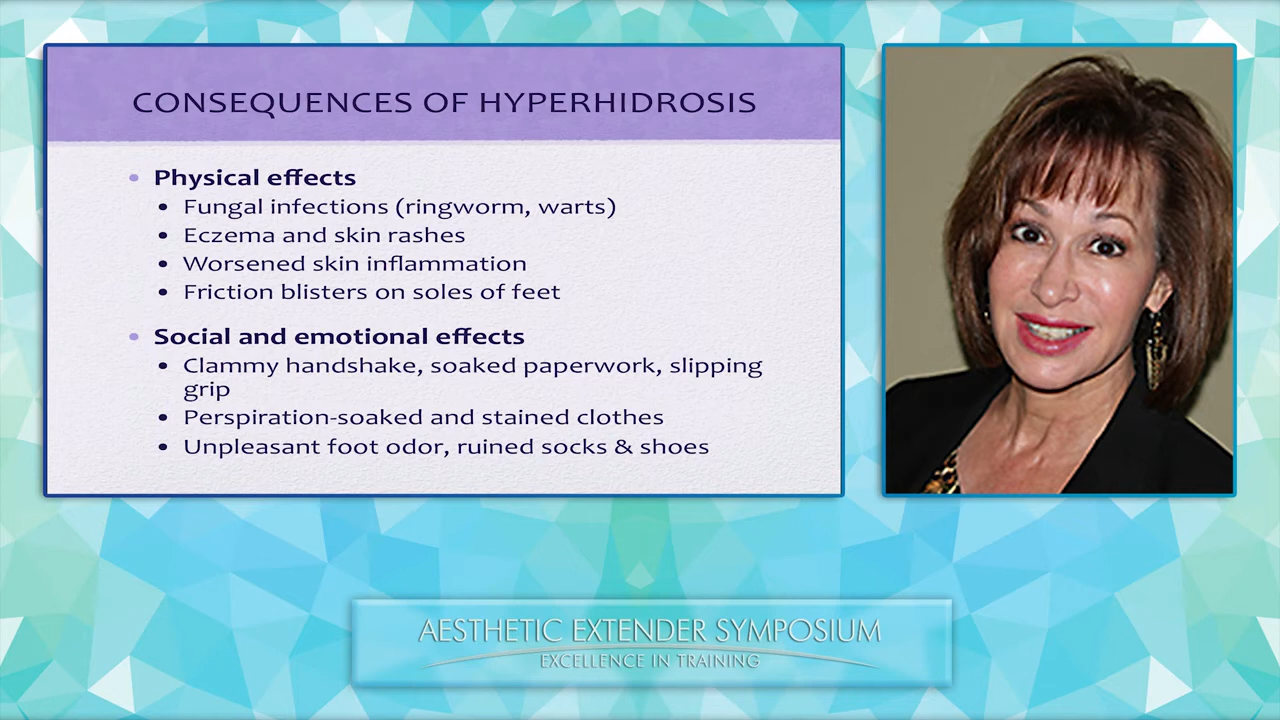 CONSEQUENCES OF HYPERHIDROSIS
• Physical effects
• Fungal infections (ringworm, warts)
• Eczema and skin rashes
• Worsened skin inflammation
• Friction blisters on soles of feet
• Social and emotional effects
• Clammy handshake, soaked paperwork, slipping
grip
• Perspiration-soaked and stained clothes
• Unpleasant foot odor, ruined socks & shoes
AESTHETIC EXTENDER SYMPOSIUM
EXCELLENCE IN TRAINING